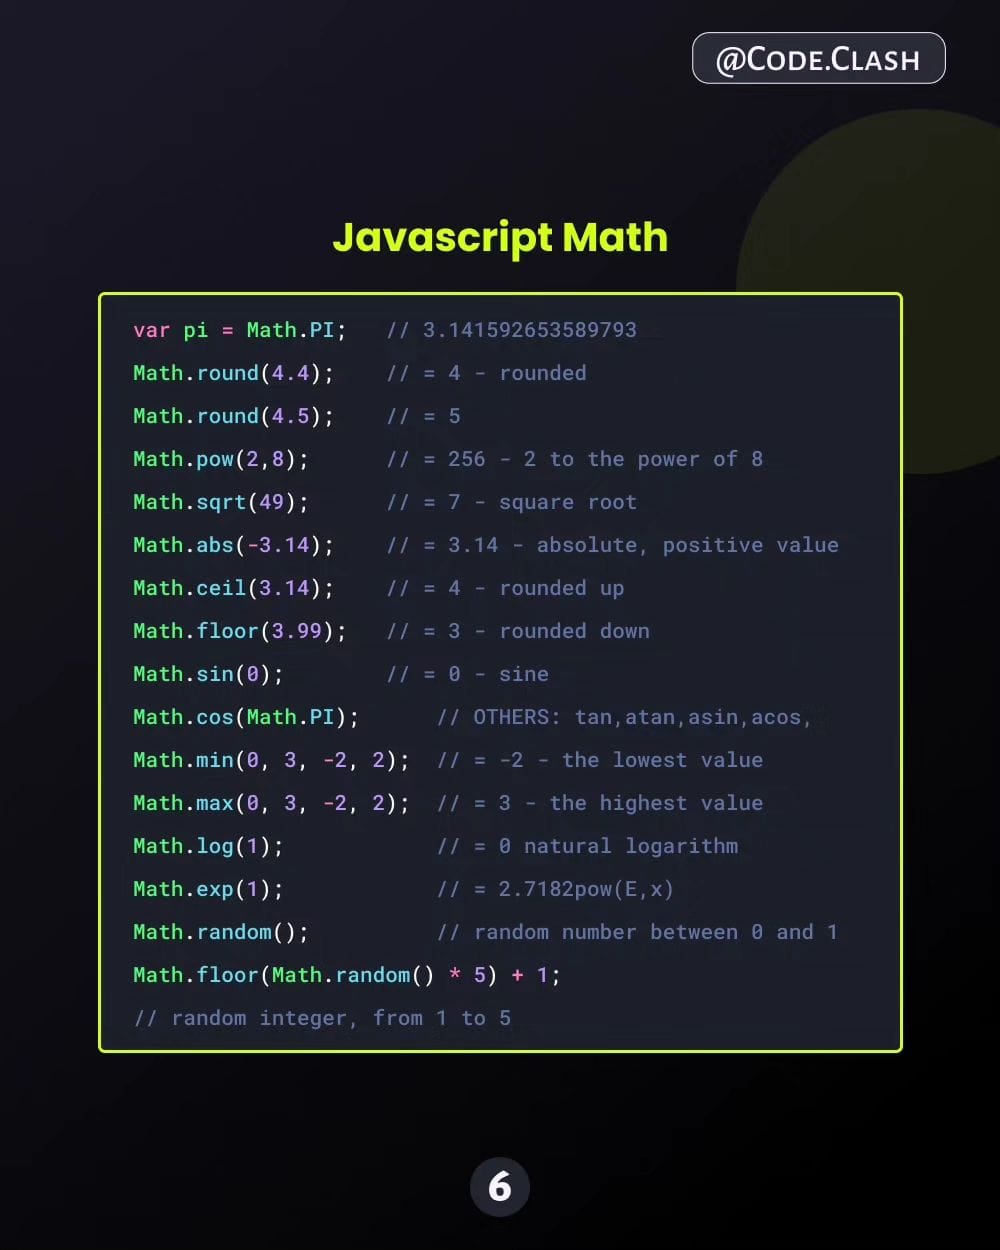 @CODE.CLASH
Javascript Math
var pi = Math.PI; // 3.141592653589793
Math.round(4.4); // = 4 - rounded
Math.round(4.5); // = 5
Math.pow(2,8); // = 256 - 2 to the power of 8
Math.sqrt(49); // = 7 - square root
Math.abs(-3.14); // = 3.14 - absolute, positive value
Math.ceil(3.14); // = 4 - rounded up
Math.floor(3.99); // = 3 - rounded down
Math.sin(0); // = 0 - sine
Math.cos(Math.PI); // OTHERS: tan,atan,asin,acos,
Math.min(0, 3, -2, 2); // = -2 - the lowest value
Math.max(0, 3, -2, 2); // = 3 - the highest value
Math.log(1); // = 0 natural logarithm
Math.exp(1); // = 2.7182pow(E,x)
Math.random(); // random number between 0 and 1
Math.floor(Math.random() * 5) + 1;
// random integer, from 1 to 5
6